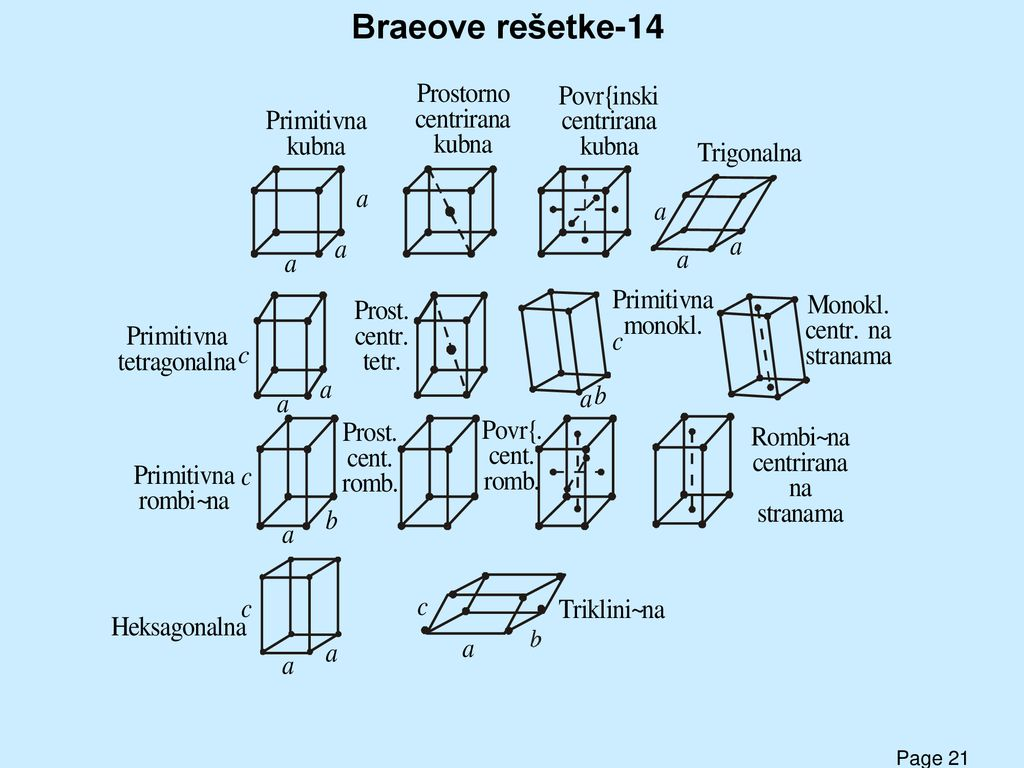 Braeove rešetke-14
Primitivna
kubna
Prostorno
centrirana
kubna
Povr{inski
centrirana
kubna
Trigonalna
a
a
a
a
a
a
Primitivna
tetragonalna c
a
a
Prost.
centr.
tetr.
Primitivna
monokl.
c
a b
Monokl.
centr. na
stranama
Primitivna c
rombi~na
a
b
Prost.
cent.
romb.
Povr{.
cent.
romb.
Rombi~na
centrirana
na
stranama
c
Heksagonalna
a
a
c
a
b
Triklini~na
Page 21